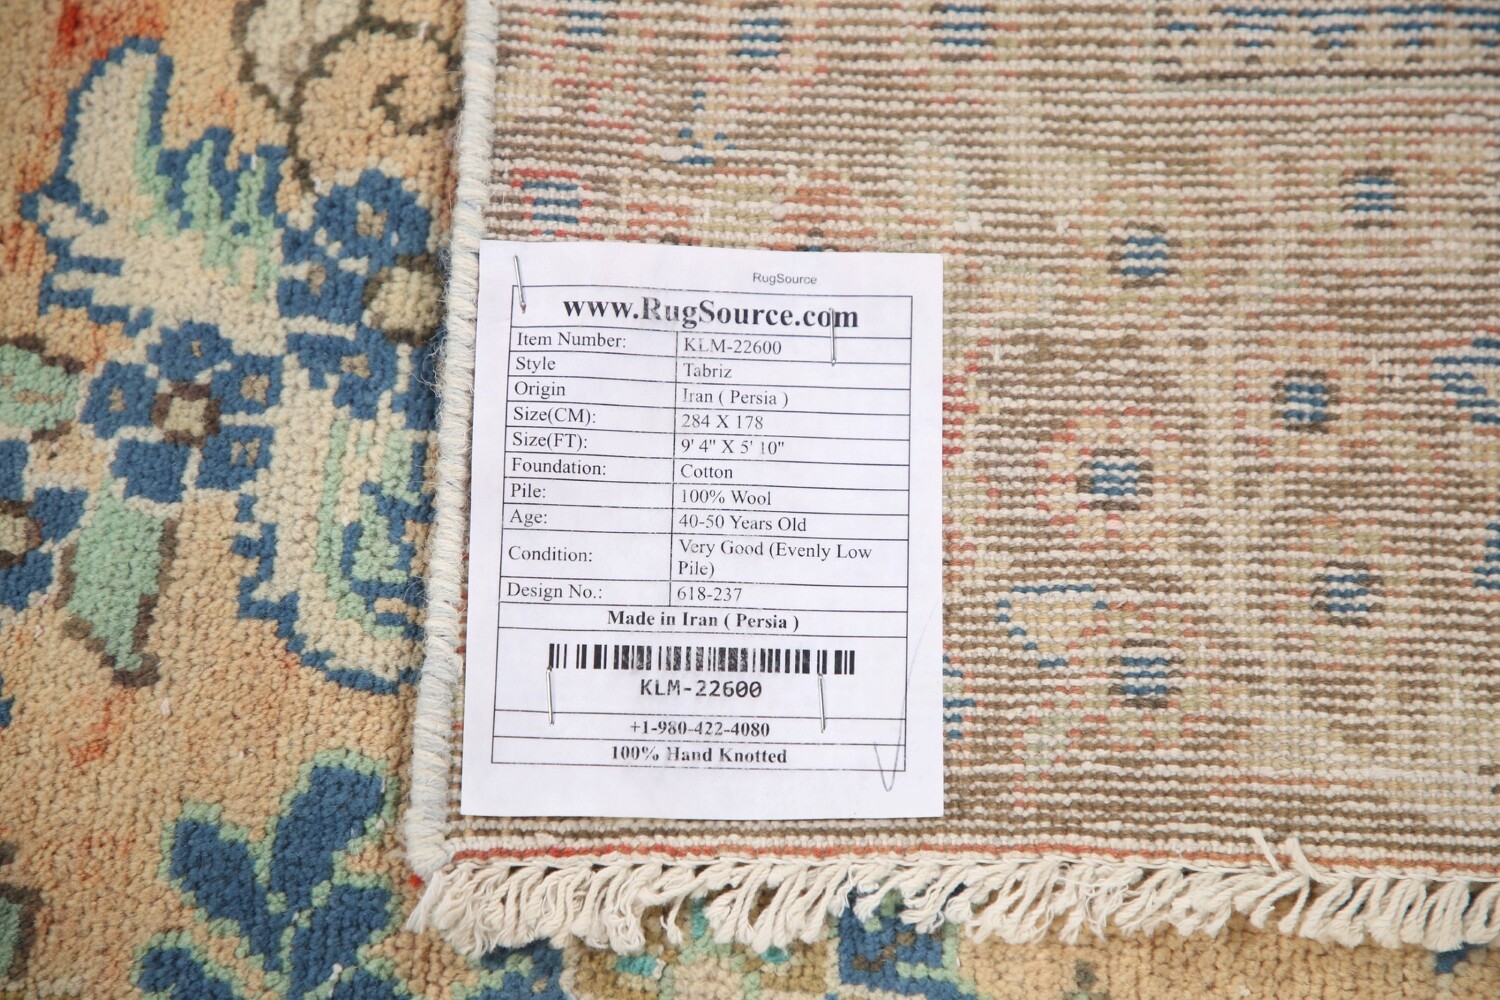 RugSource
www.RugSource.com
Item Number: KLM-22600
Style Tabriz
Origin Iran ( Persia )
Size(CM): 284 X 178
Size(FT): 9' 4" X 5' 10"
Foundation: Cotton
Pile: 100% Wool
Age: 40-50 Years Old
Condition: Very Good (Evenly Low
Pile)
Design No.: 618-237
Made in Iran ( Persia )
KLM-22600
+1-980-422-4080
100% Hand Knotted